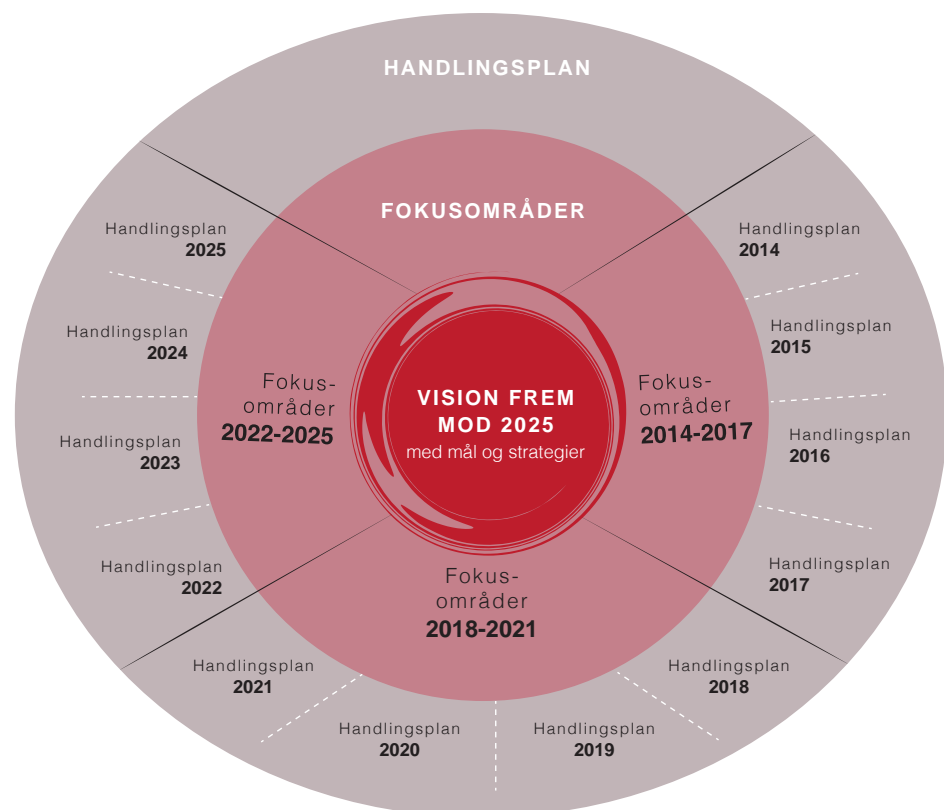 HANDLINGSPLAN
FOKUSOMRÅDER
VISION FREM
MOD 2025
med mål og strategier
Fokus-
områder
2014-2017
Handlingsplan
2014
Handlingsplan
2015
Handlingsplan
2016
Handlingsplan
2017
Fokus-
områder
2018-2021
Handlingsplan
2018
Handlingsplan
2019
Handlingsplan
2020
Handlingsplan
2021
Fokus-
områder
2022-2025
Handlingsplan
2022
Handlingsplan
2023
Handlingsplan
2024
Handlingsplan
2025